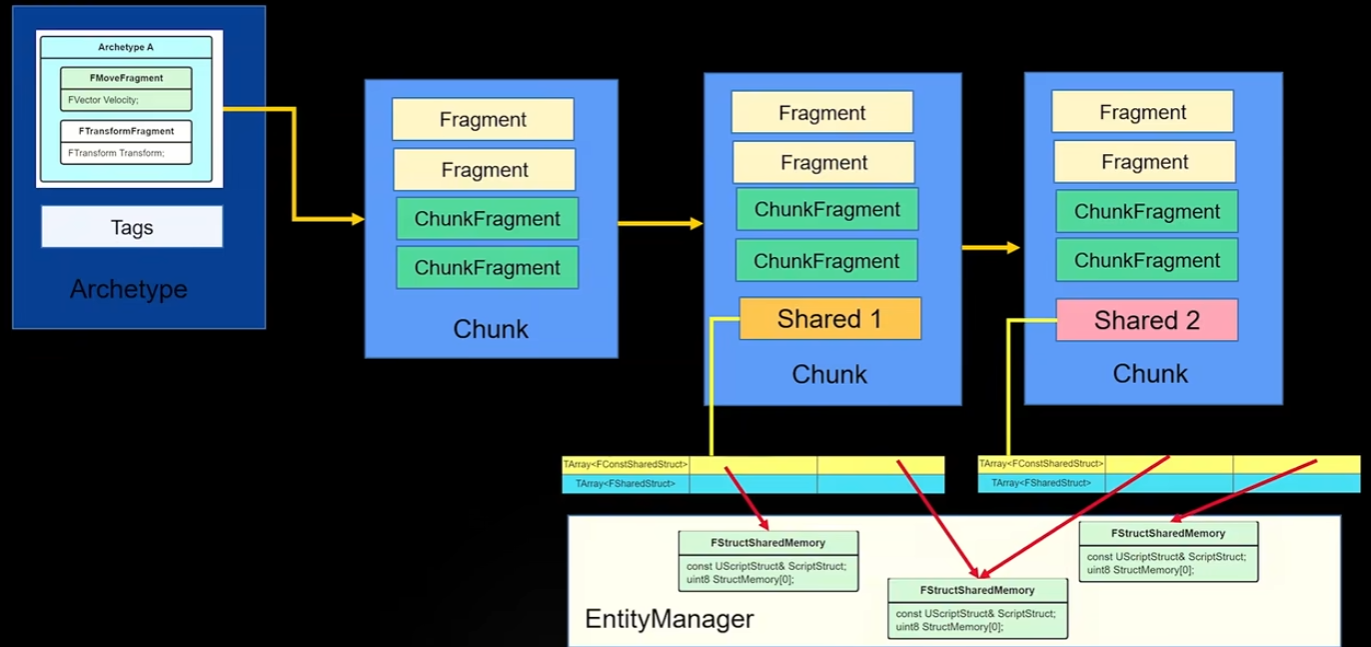 Archetype A
FMoveFragment
FVector Velocity;
FTransformFragment
FTransform Transform;
Tags
Archetype
Fragment
Fragment
ChunkFragment
ChunkFragment
Chunk
Fragment
Fragment
ChunkFragment
ChunkFragment
Shared 1
Chunk
Fragment
Fragment
ChunkFragment
ChunkFragment
Shared 2
Chunk
TArray<FConstSharedStruct>
TArray<FSharedStruct>
TArray<FConstSharedStruct>
TArray<FSharedStruct>
FStructSharedMemory
const UScriptStruct& ScriptStruct;
uint8 StructMemory[0];
FStructSharedMemory
const UScriptStruct& ScriptStruct;
uint8 StructMemory[0];
FStructSharedMemory
const UScriptStruct& ScriptStruct;
uint8 StructMemory[0];
EntityManager